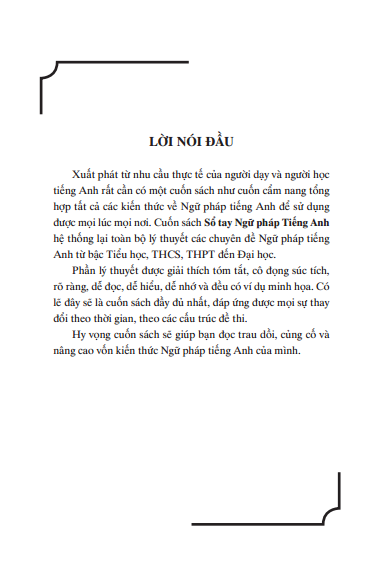 LỜI NÓI ĐẦU
Xuất phát từ nhu cầu thực tế của người dạy và người học
tiếng Anh rất cần có một cuốn sách như cuốn cẩm nang tổng
hợp tất cả các kiến thức về Ngữ pháp tiếng Anh để sử dụng
được mọi lúc mọi nơi. Cuốn sách Sổ tay Ngữ pháp Tiếng Anh
hệ thống lại toàn bộ lý thuyết các chuyên đề Ngữ pháp tiếng
Anh từ bậc Tiểu học, THCS, THPT đến Đại học.
Phần lý thuyết được giải thích tóm tắt, cô đọng súc tích,
rõ ràng, dễ đọc, dễ hiểu, dễ nhớ và đều có ví dụ minh họa. Có
lẽ đây sẽ là cuốn sách đầy đủ nhất, đáp ứng được mọi sự thay
đổi theo thời gian, theo các cấu trúc đề thi.
Hy vọng cuốn sách sẽ giúp bạn đọc trau dồi, củng cố và
nâng cao vốn kiến thức Ngữ pháp tiếng Anh của mình.